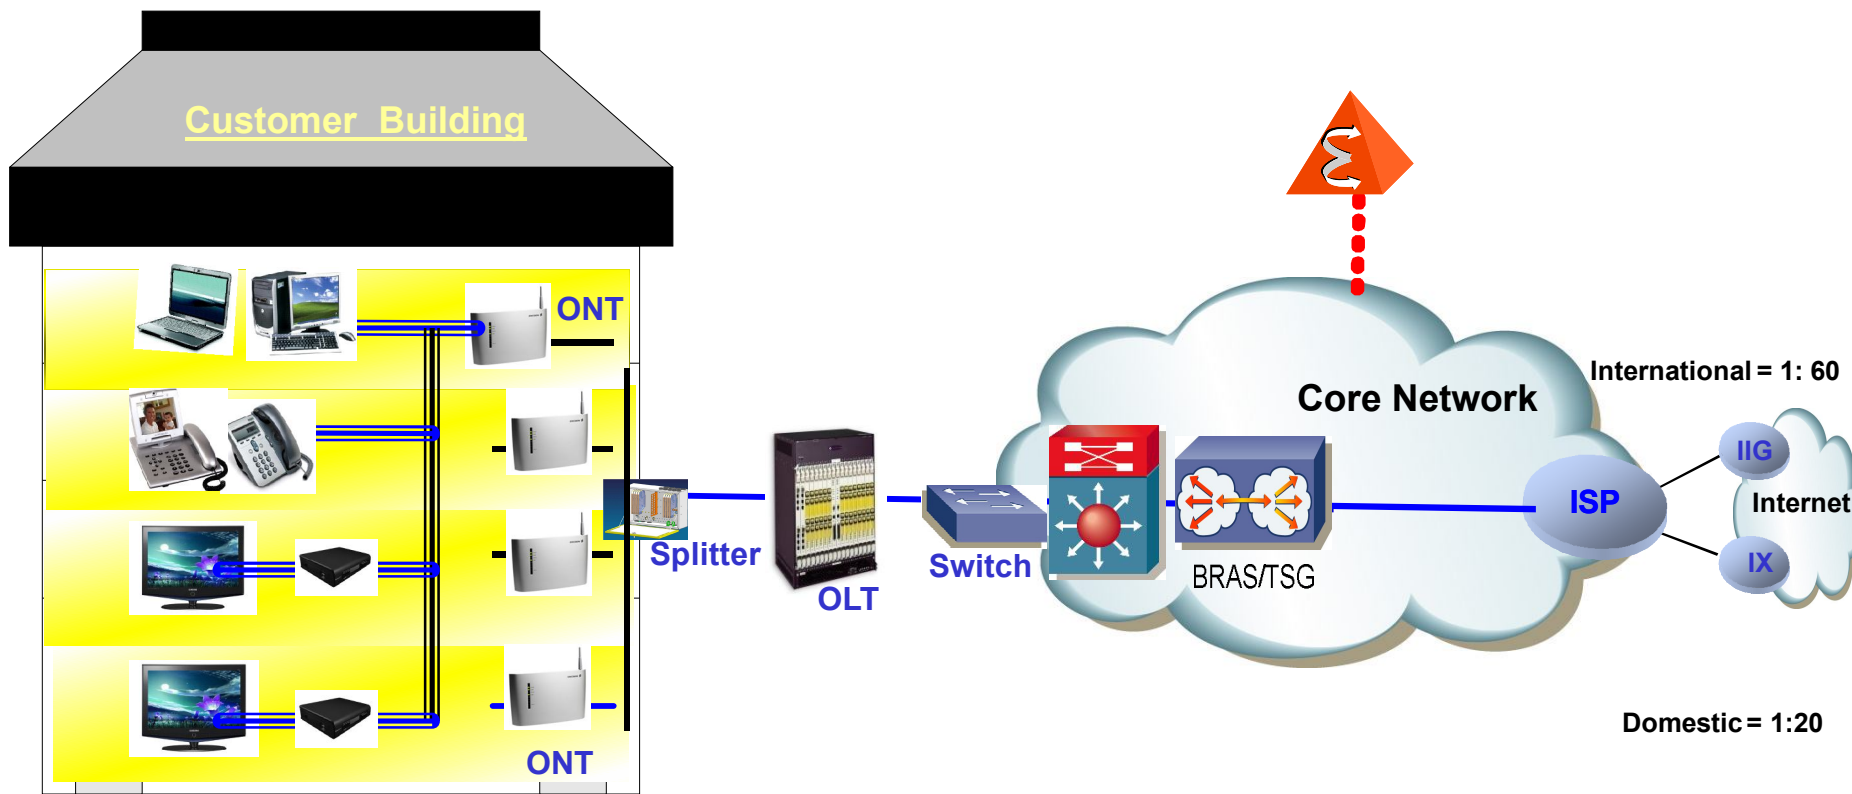 Customer Building
ONT
ONT
Splitter
OLT
Switch
BRAS/TSG
Core Network
ISP
International = 1: 60
IIG
Internet
IX
Domestic = 1:20